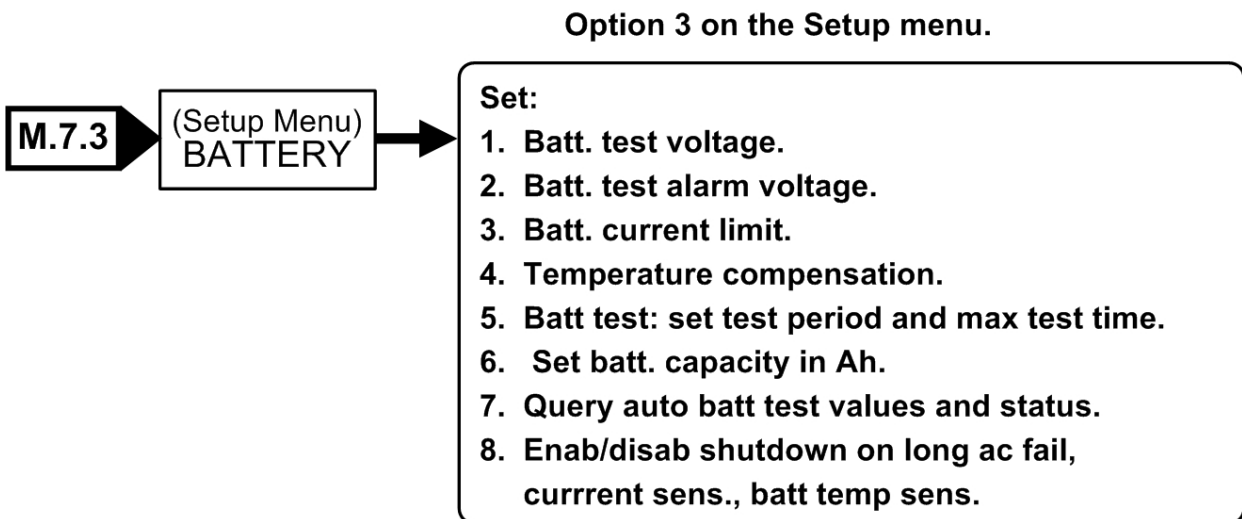 Option 3 on the Setup menu.
M.7.3
(Setup Menu)
BATTERY
Set:
1. Batt. test voltage.
2. Batt. test alarm voltage.
3. Batt. current limit.
4. Temperature compensation.
5. Batt test: set test period and max test time.
6. Set batt. capacity in Ah.
7. Query auto batt test values and status.
8. Enab/disab shutdown on long ac fail,
currrent sens., batt temp sens.